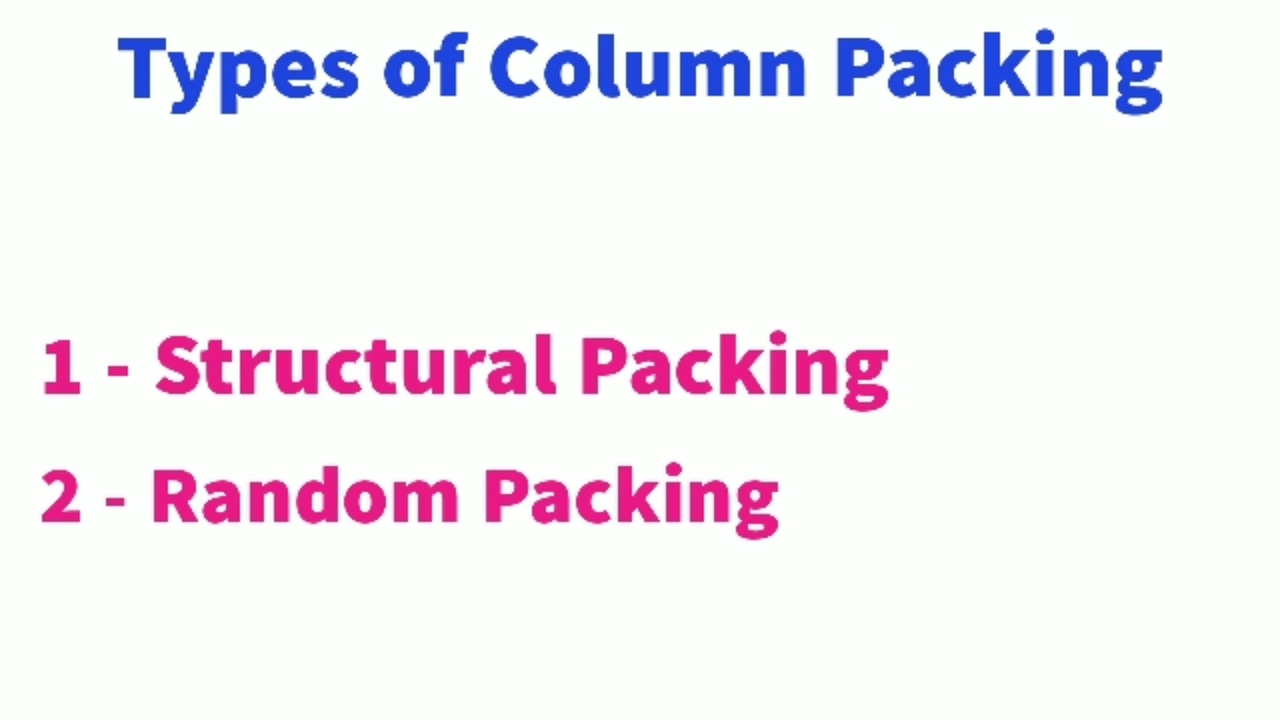 Types of Column Packing
1 - Structural Packing
2 - Random Packing